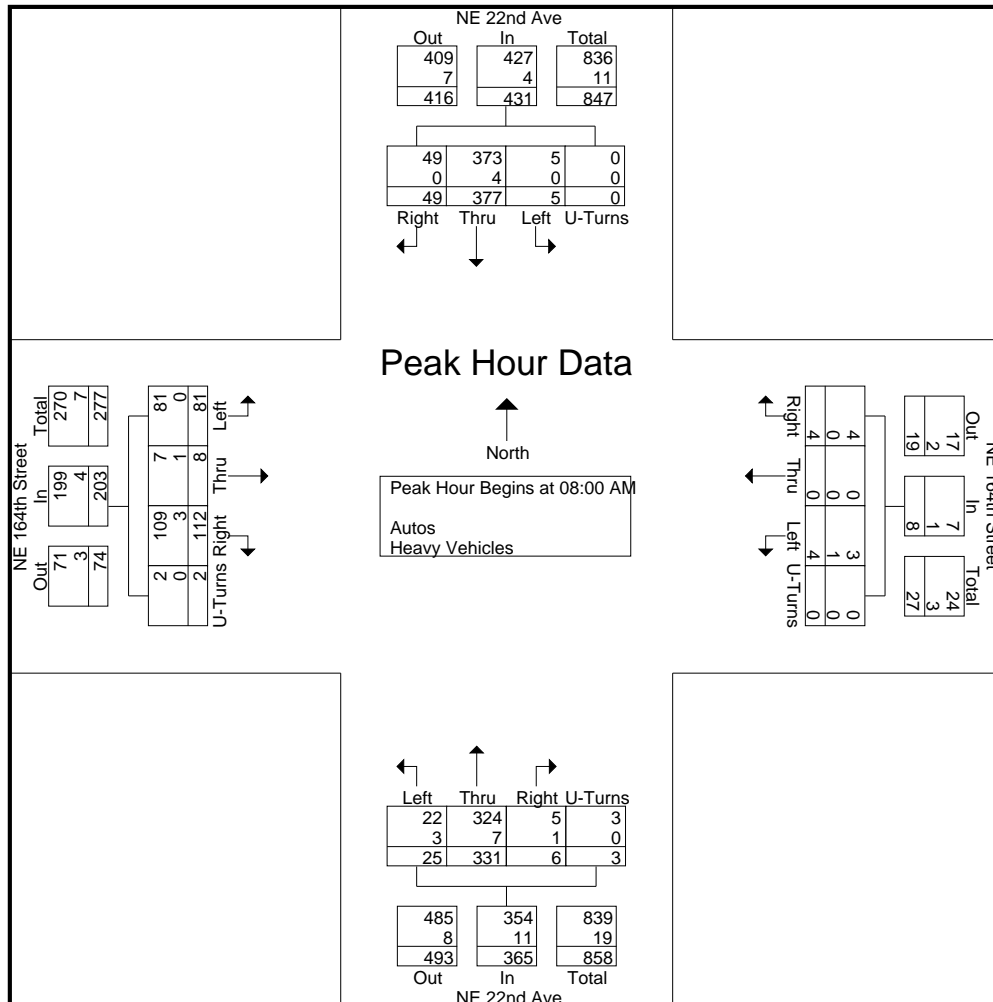 NE 22nd Ave
Out In Total
409 427 836
7 4 11
416 431 847
49 373 5 0
0 4 0 0
49 377 5 0
Right Thru Left U-Turns
Peak Hour Data
North
Peak Hour Begins at 08:00 AM
Autos
Heavy Vehicles
NE 164th Street
Total In Out
270 199 71
7 4 3
277 203 74
81 7 109 2
0 1 3 0
81 8 112 2
Left Thru Right U-Turns
NE 164th Street
Out In Total
17 7 24
2 1 3
19 8 27
4 0 3 0
0 0 1 0
4 0 4 0
Right Thru Left U-Turns
Left Thru Right U-Turns
22 324 5 3
3 7 1 0
25 331 6 3
485 354 839
8 11 19
493 365 858
Out In Total
NE 22nd Ave